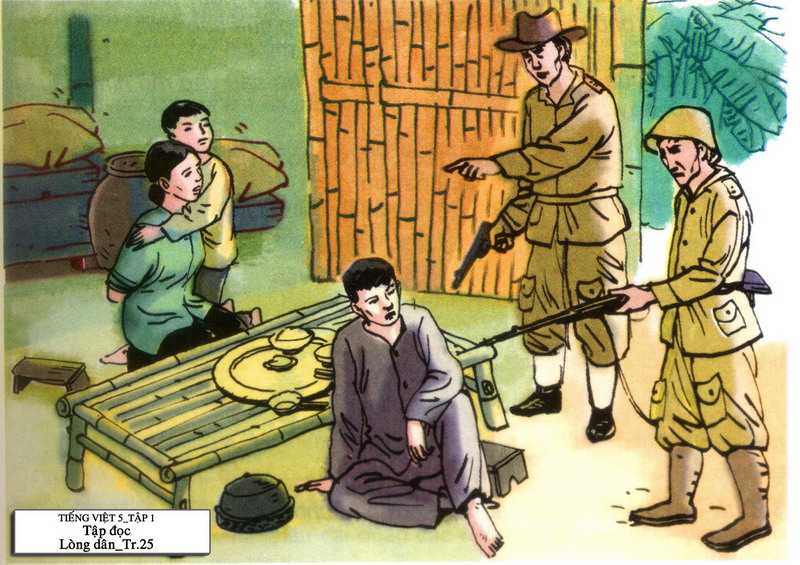 TIẾNG VIỆT 5_TẬP 1
Tập đọc
Lòng dân_Tr.25